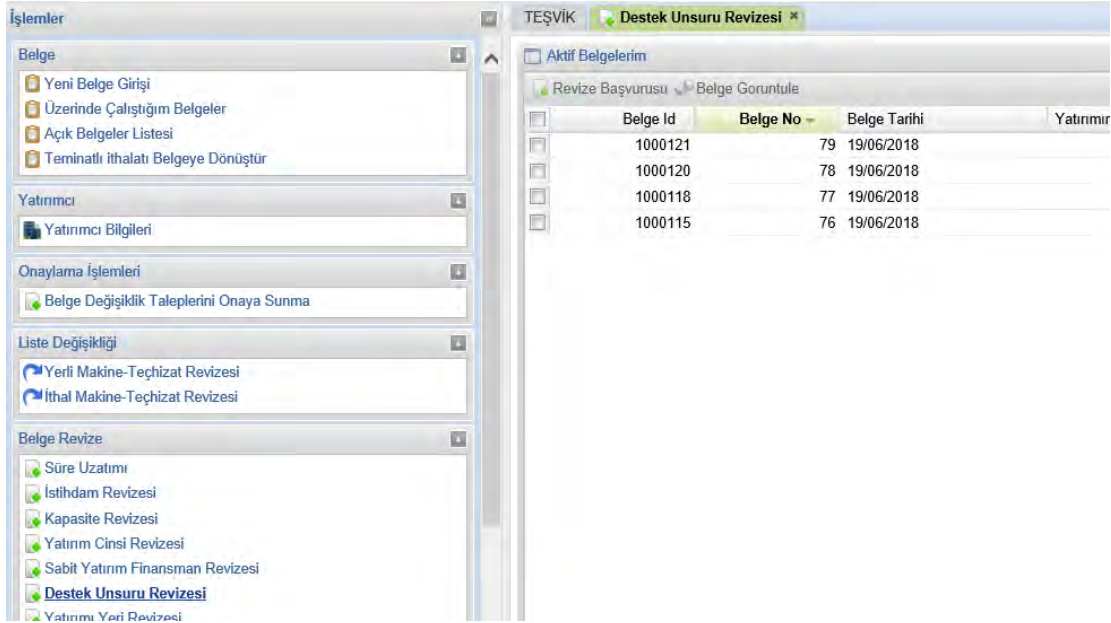 İşlemler
Belge
Yeni Belge Girişi
Üzerinde Çalıştığım Belgeler
Açık Belgeler Listesi
Teminatlı ithalatı Belgeye Dönüştür
Yatırımcı
Yatırımcı Bilgileri
Onaylama İşlemleri
Belge Değişiklik Taleplerini Onaya Sunma
Liste Değişikliği
Yerli Makine-Teçhizat Revizesi
İthal Makine-Teçhizat Revizesi
Belge Revize
Süre Uzatımı
İstihdam Revizesi
Kapasite Revizesi
Yatırım Cinsi Revizesi
Sabit Yatırım Finansman Revizesi
Destek Unsuru Revizesi
Yatırımı Yeri Revizesi
TEŞVİK Destek Unsuru Revizesi
Aktif Belgelerim
Revize Başvurusu Belge Goruntule
Belge Id Belge No Belge Tarihi
1000121 79 19/06/2018
1000120 78 19/06/2018
1000118 77 19/06/2018
1000115 76 19/06/2018